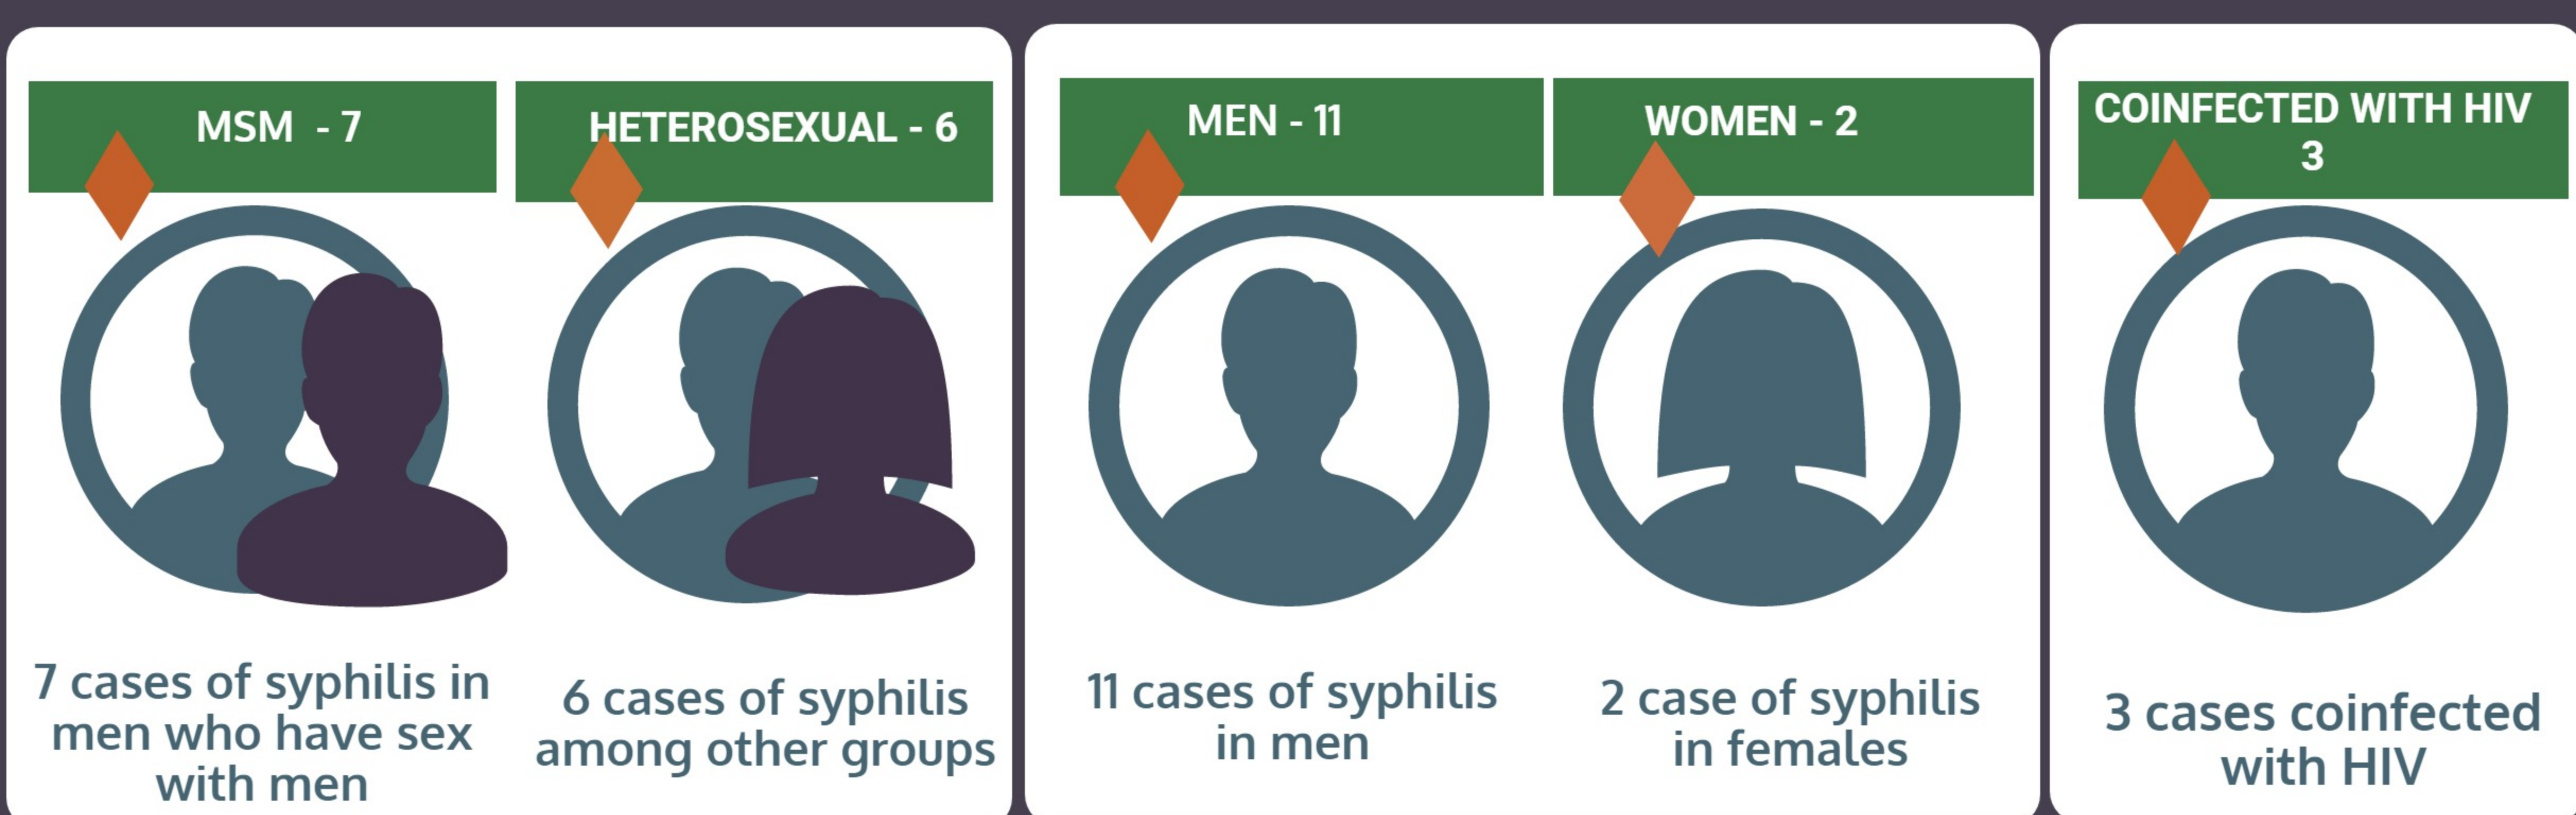 MSM - 7
7 cases of syphilis in
men who have sex
with men
HETEROSEXUAL - 6
6 cases of syphilis
among other groups
MEN - 11
11 cases of syphilis
in men
WOMEN - 2
2 case of syphilis
in females
COINFECTED WITH HIV
3
3 cases coinfected
with HIV